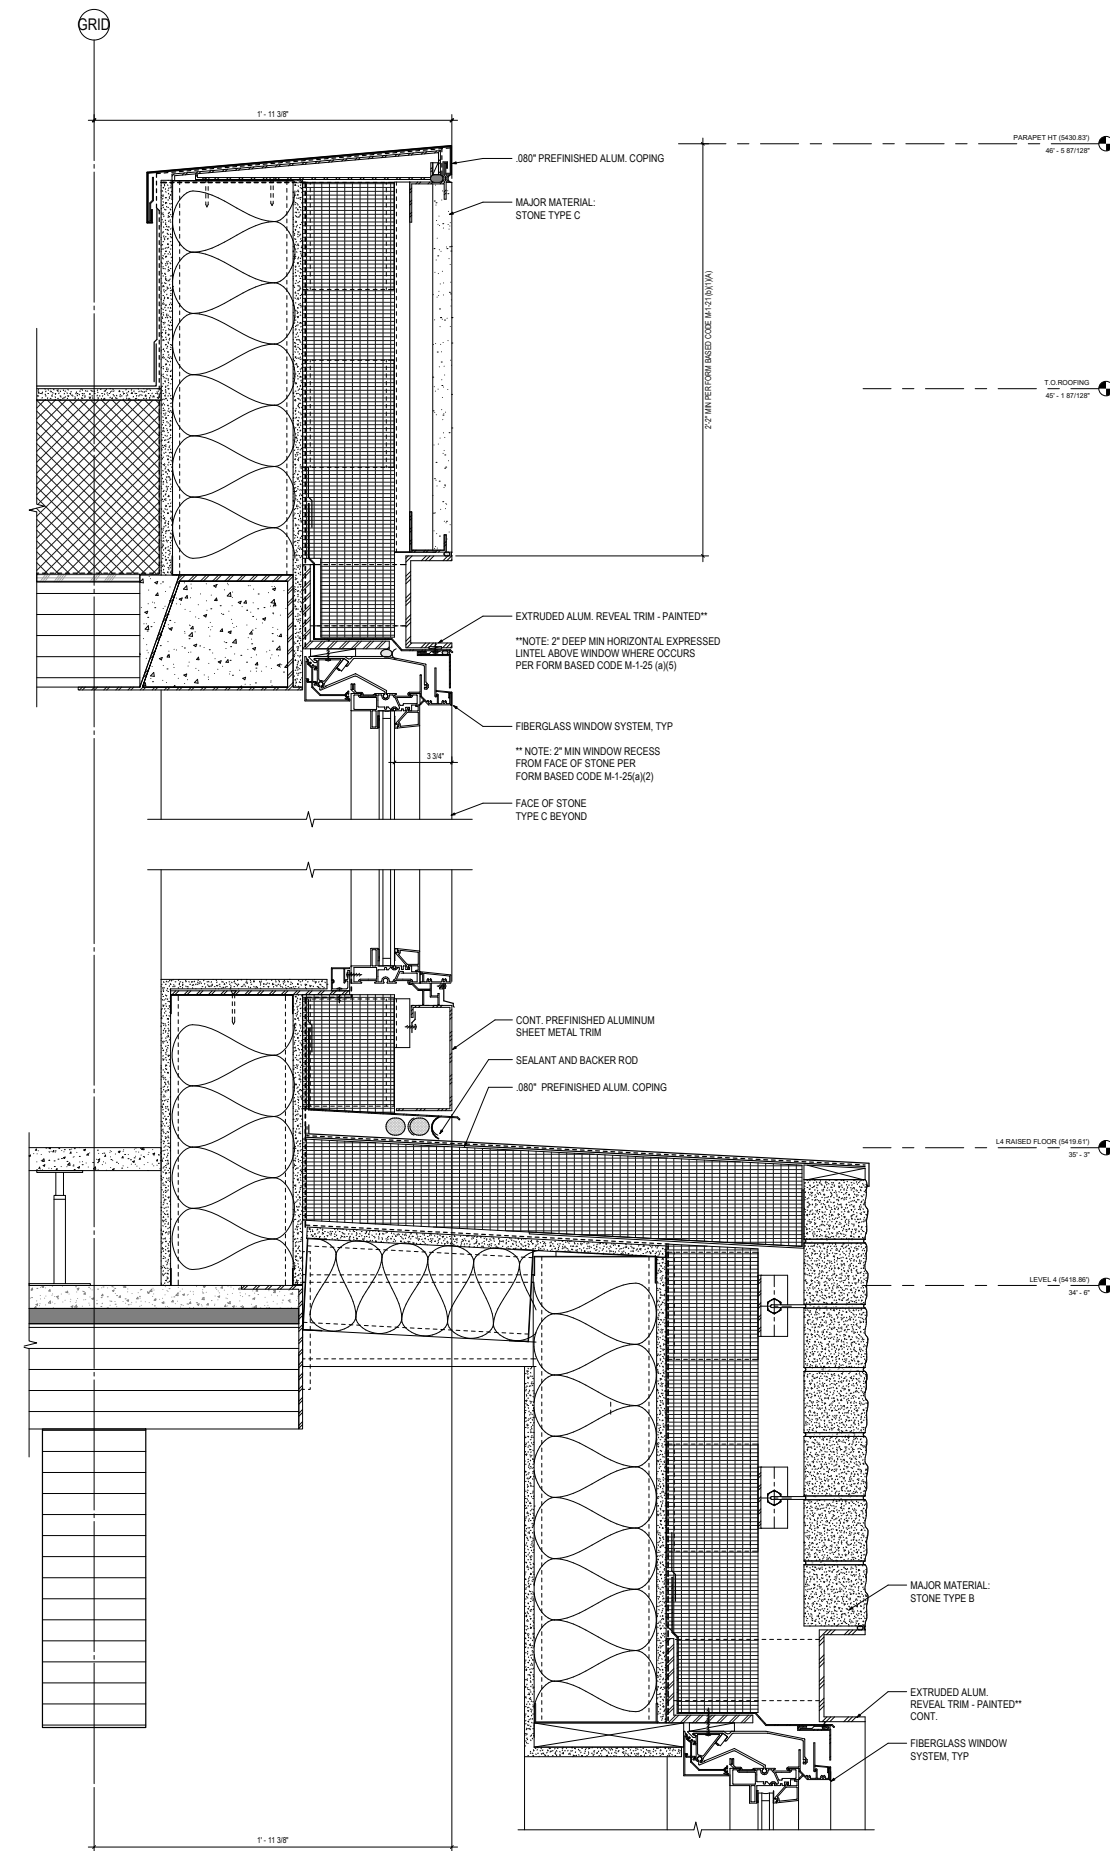 GRID
1' - 11 3/8"
PARAPET HT (5430.83')
46' - 5 87/128"
.080" PREFINISHED ALUM. COPING
MAJOR MATERIAL:
STONE TYPE C
2'-2" MIN PER FORM BASED CODE M-1-21 (b)(1)(A)
T.O.ROOFING
45' - 1 87/128"
EXTRUDED ALUM. REVEAL TRIM - PAINTED**
**NOTE: 2" DEEP MIN HORIZONTAL EXPRESSED
LINTEL ABOVE WINDOW WHERE OCCURS
PER FORM BASED CODE M-1-25 (a)(5)
FIBERGLASS WINDOW SYSTEM, TYP
** NOTE: 2" MIN WINDOW RECESS
FROM FACE OF STONE PER
FORM BASED CODE M-1-25(a)(2)
3 3/4"
FACE OF STONE
TYPE C BEYOND
CONT. PREFINISHED ALUMINUM
SHEET METAL TRIM
SEALANT AND BACKER ROD
.080" PREFINISHED ALUM. COPING
L4 RAISED FLOOR (5419.61')
35' - 3"
LEVEL 4 (5418.86')
34' - 6"
MAJOR MATERIAL:
STONE TYPE B
EXTRUDED ALUM.
REVEAL TRIM - PAINTED**
CONT.
FIBERGLASS WINDOW
SYSTEM, TYP
1' - 11 3/8"